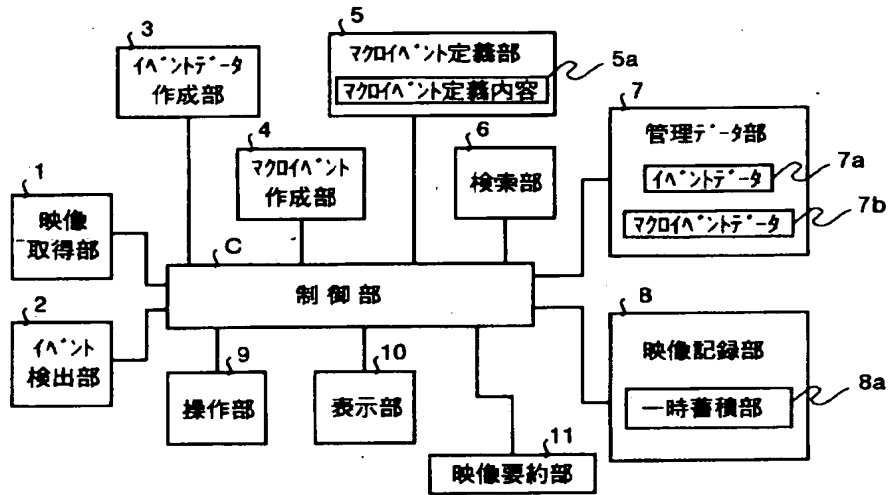 3
イベントデータ
作成部
5
マクロイベント定義部
マクロイベント定義内容
5a
4
マクロイベント
作成部
6
検索部
7
管理データ部
イベントデータ
7a
マクロイベントデータ
7b
1
映像
取得部
C
制御部
2
イベント
検出部
8
映像記録部
一時蓄積部
8a
9
操作部
10
表示部
11
映像要約部